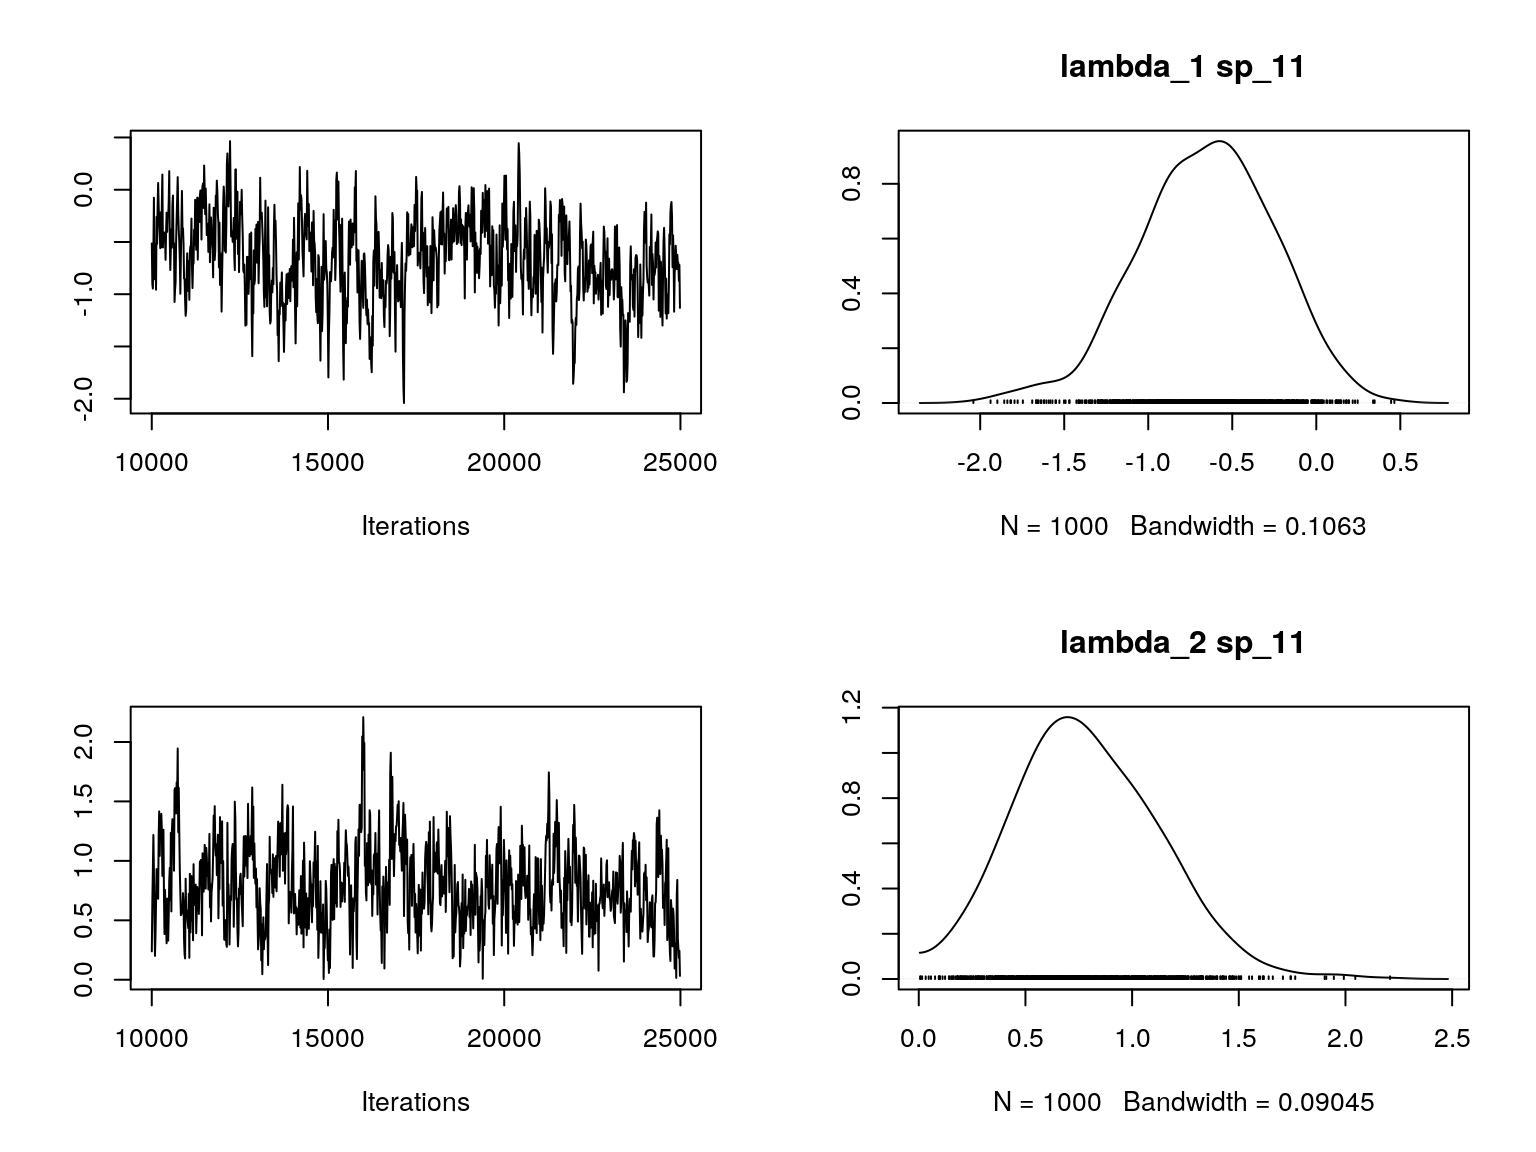 lambda_1 sp_11
0.0
-1.0
-2.0
10000 15000 20000 25000
Iterations
0.8
0.4
0.0
-2.0 -1.5 -1.0 -0.5 0.0 0.5
N = 1000 Bandwidth = 0.1063
lambda_2 sp_11
2.0
1.5
1.0
0.5
0.0
10000 15000 20000 25000
Iterations
1.2
0.8
0.4
0.0
0.0 0.5 1.0 1.5 2.0 2.5
N = 1000 Bandwidth = 0.09045